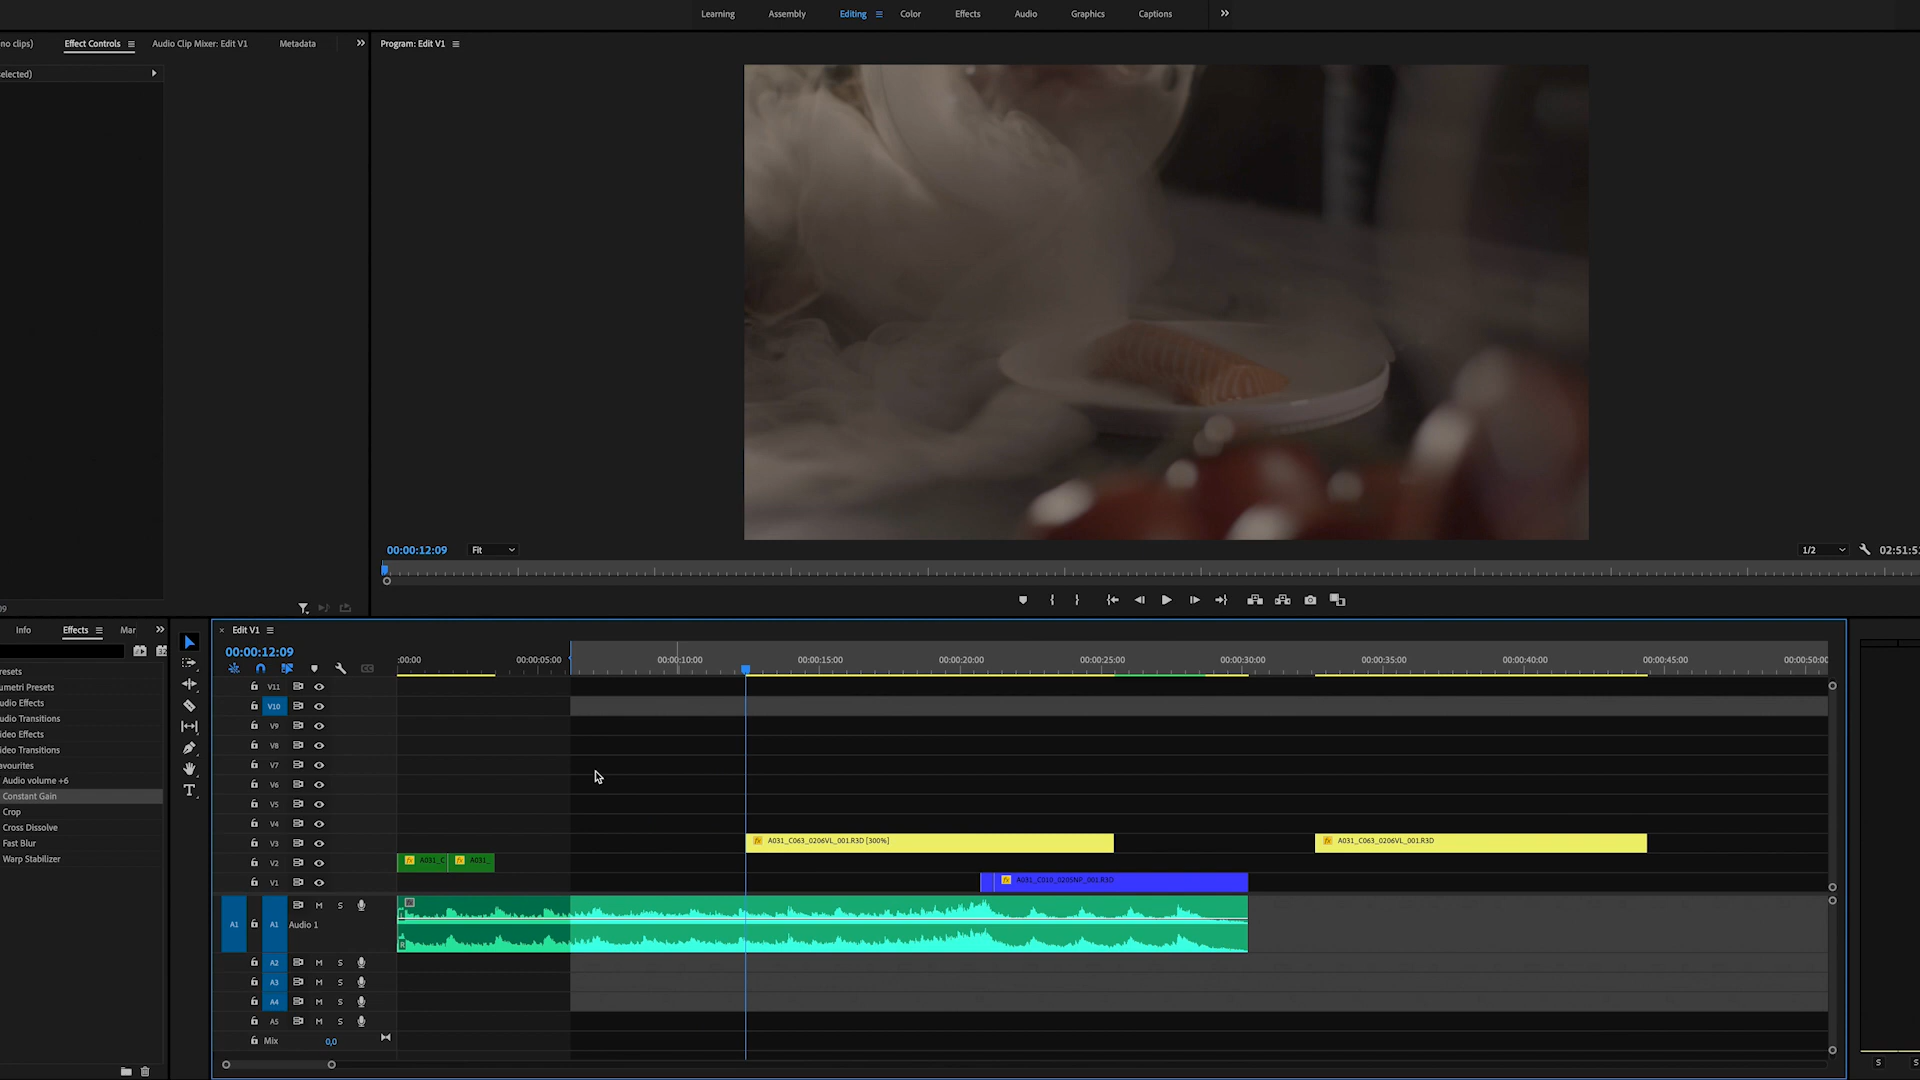 Learning Assembly Editing Color Effects Audio Graphics Captions
no clips) Effect Controls Audio Clip Mixer: Edit V1 Metadata
Program: Edit V1
elected)
00:00:12:09 Fit 1/2
09
Info Effects Mar
Edit V1
00:00:12:09
:00:00 00:00:05:00 00:00:10:00 00:00:15:00 00:00:20:00 00:00:25:00 00:00:30:00 00:00:35:00 00:00:40:00 00:00:45:00 00:00:50:00
resets
umetri Presets
udio Effects
udio Transitions
ideo Effects
ideo Transitions
avourites
Audio volume +6
Constant Gain
Crop
Cross Dissolve
Fast Blur
Warp Stabilizer
V11
V10
V9
V8
V7
V6
V5
V4
V3 A031_C063_0206VL_001.R3D [300%] A031_C063_0206VL_001.R3D
V2 A031_C A031_
V1 A031_C010_0205NP_001.R3D
M S
A1 A1 Audio 1
L
R
A2 M S
A3 M S
A4 M S
A5 M S
Mix 0,0
S S